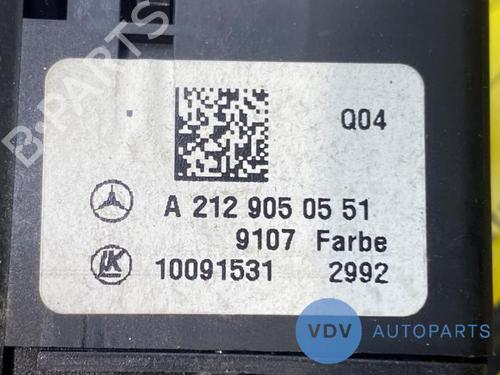 B-PARTS
Q04
A 212 905 05 51
9107 Farbe
10091531 2992
VDV AUTOPARTS